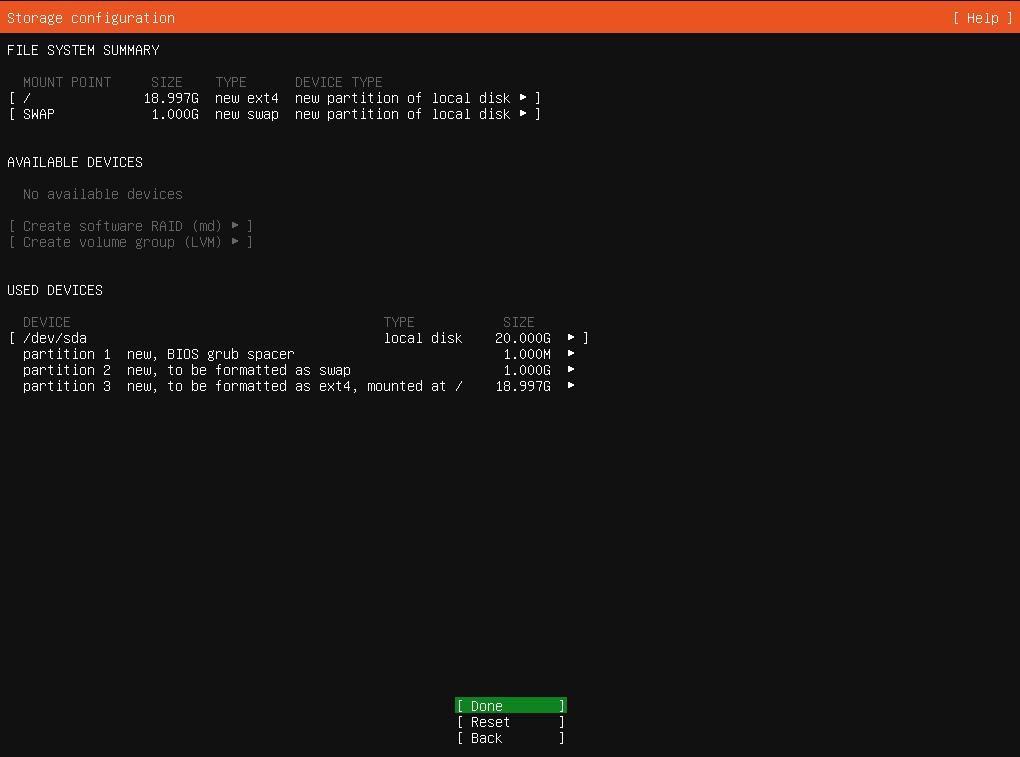 Storage configuration [ Help ]
FILE SYSTEM SUMMARY
MOUNT POINT SIZE TYPE DEVICE TYPE
[ / 18.997G new ext4 new partition of local disk ▸ ]
[ SWAP 1.000G new swap new partition of local disk ▸ ]
AVAILABLE DEVICES
No available devices
[ Create software RAID (md) ▸ ]
[ Create volume group (LVM) ▸ ]
USED DEVICES
DEVICE TYPE SIZE
[ /dev/sda local disk 20.000G ▸ ]
partition 1 new, BIOS grub spacer 1.000M ▸
partition 2 new, to be formatted as swap 1.000G ▸
partition 3 new, to be formatted as ext4, mounted at / 18.997G ▸
[ Done ]
[ Reset ]
[ Back ]